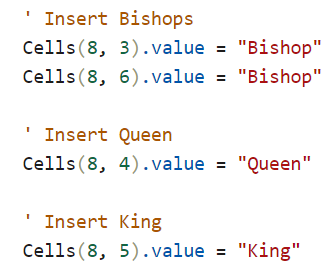 ' Insert Bishops
Cells(8, 3).value = "Bishop"
Cells(8, 6).value = "Bishop"
' Insert Queen
Cells(8, 4).value = "Queen"
' Insert King
Cells(8, 5).value = "King"